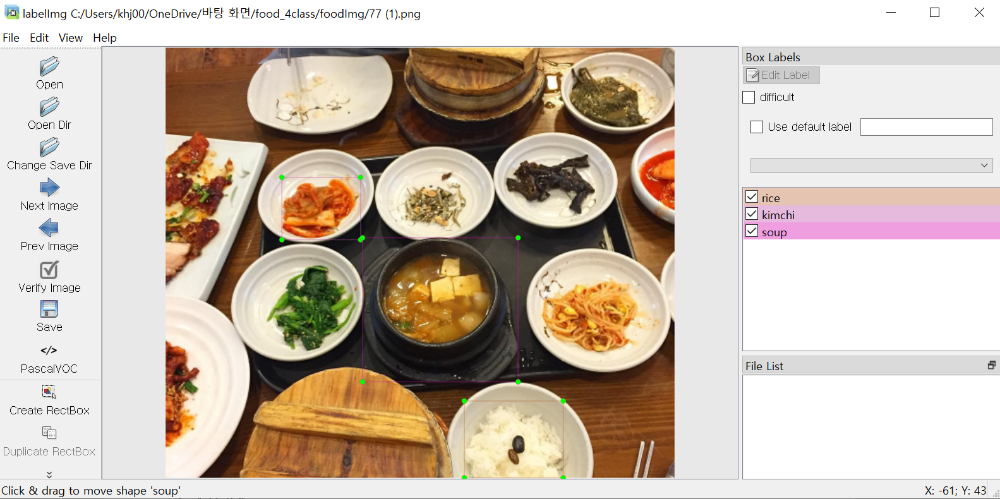 labelImg C:/Users/khj00/OneDrive/바탕 화면/food_4class/foodImg/77 (1).png
File Edit View Help
Open
Open Dir
Change Save Dir
Next Image
Prev Image
Verify Image
Save
</>
PascalVOC
Create RectBox
Duplicate RectBox
Box Labels
Edit Label
difficult
Use default label
rice
kimchi
soup
File List
Click & drag to move shape 'soup'
X: -61; Y: 43